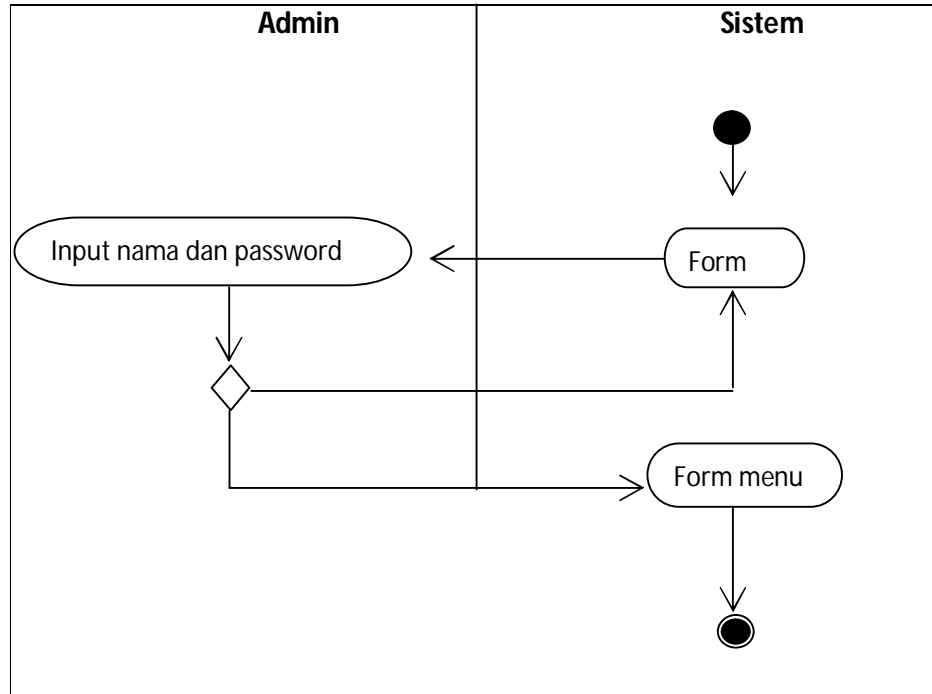 Admin
Sistem
Input nama dan password
Form
Form menu